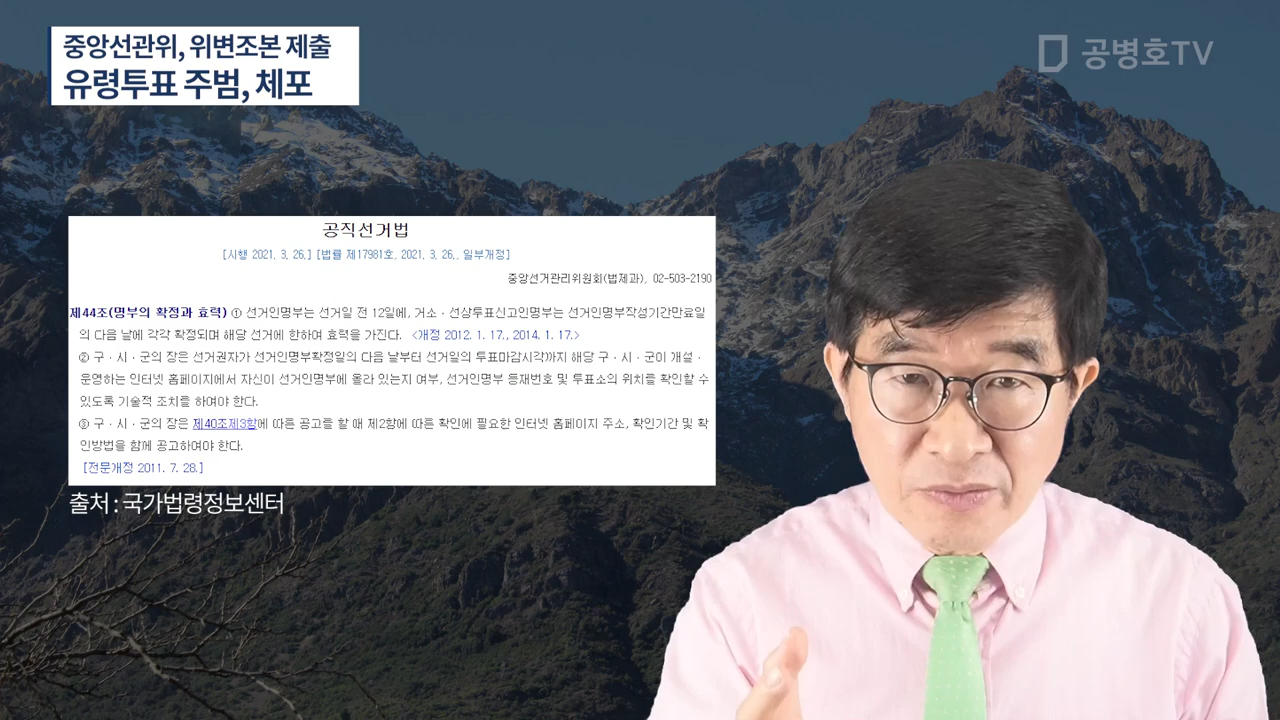 중앙선관위, 위변조본 제출
유령투표 주범, 체포
공병호TV
공직선거법
[시행 2021. 3. 26.] [법률 제17981호, 2021. 3. 26., 일부개정]
중앙선거관리위원회(법제과), 02-503-2190
제44조(명부의 확정과 효력) ① 선거인명부는 선거일 전 12일에, 거소ㆍ선상투표신고인명부는 선거인명부작성기간만료일
의 다음 날에 각각 확정되며 해당 선거에 한하여 효력을 가진다. <개정 2012. 1. 17., 2014. 1. 17.>
② 구ㆍ시ㆍ군의 장은 선거권자가 선거인명부확정일의 다음 날부터 선거일의 투표마감시각까지 해당 구ㆍ시ㆍ군이 개설ㆍ
운영하는 인터넷 홈페이지에서 자신이 선거인명부에 올라 있는지 여부, 선거인명부 등재번호 및 투표소의 위치를 확인할 수
있도록 기술적 조치를 하여야 한다.
③ 구ㆍ시ㆍ군의 장은 제40조제3항에 따른 공고를 할 때 제2항에 따른 확인에 필요한 인터넷 홈페이지 주소, 확인기간 및 확
인방법을 함께 공고하여야 한다.
[전문개정 2011. 7. 28.]
출처 : 국가법령정보센터